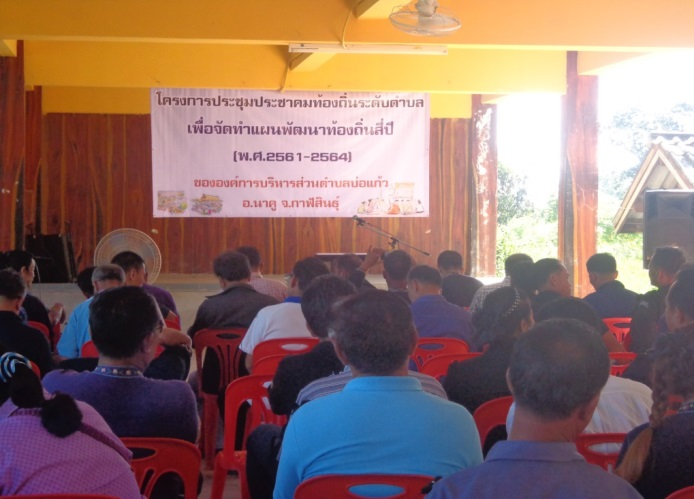 โครงการประชุมประชาคมท้องถิ่นระดับตำบล
เพื่อจัดทำแผนพัฒนาท้องถิ่นสี่ปี
(พ.ศ.2561-2564)
ขององค์การบริหารส่วนตำบลบ่อแก้ว
อ.นาคู จ.กาฬสินธุ์